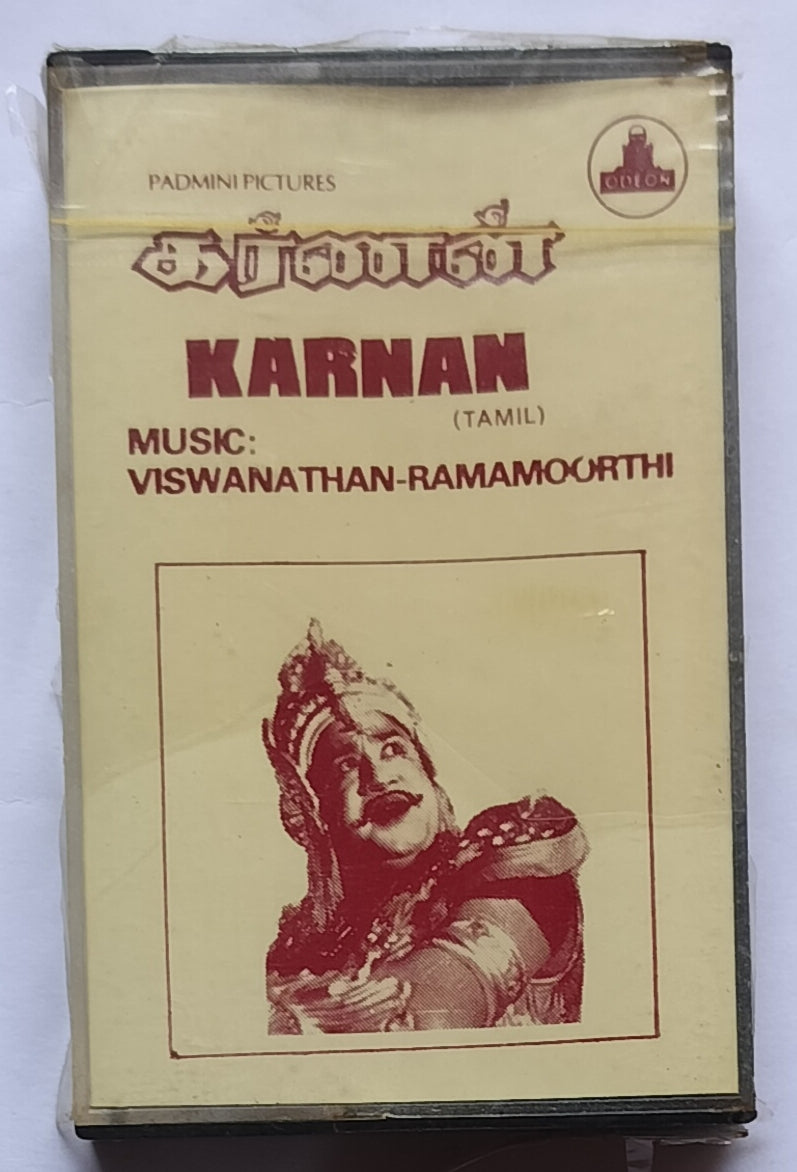 PADMINI PICTURES
ODEON
கர்ணன்
KARNAN
(TAMIL)
MUSIC:
VISWANATHAN-RAMAMOORTHI